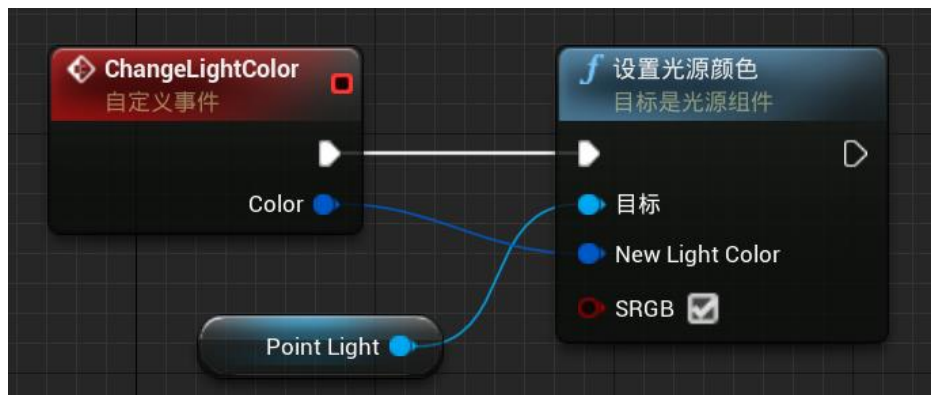 ChangeLightColor
自定义事件
Color
Point Light
设置光源颜色
目标是光源组件
目标
New Light Color
SRGB